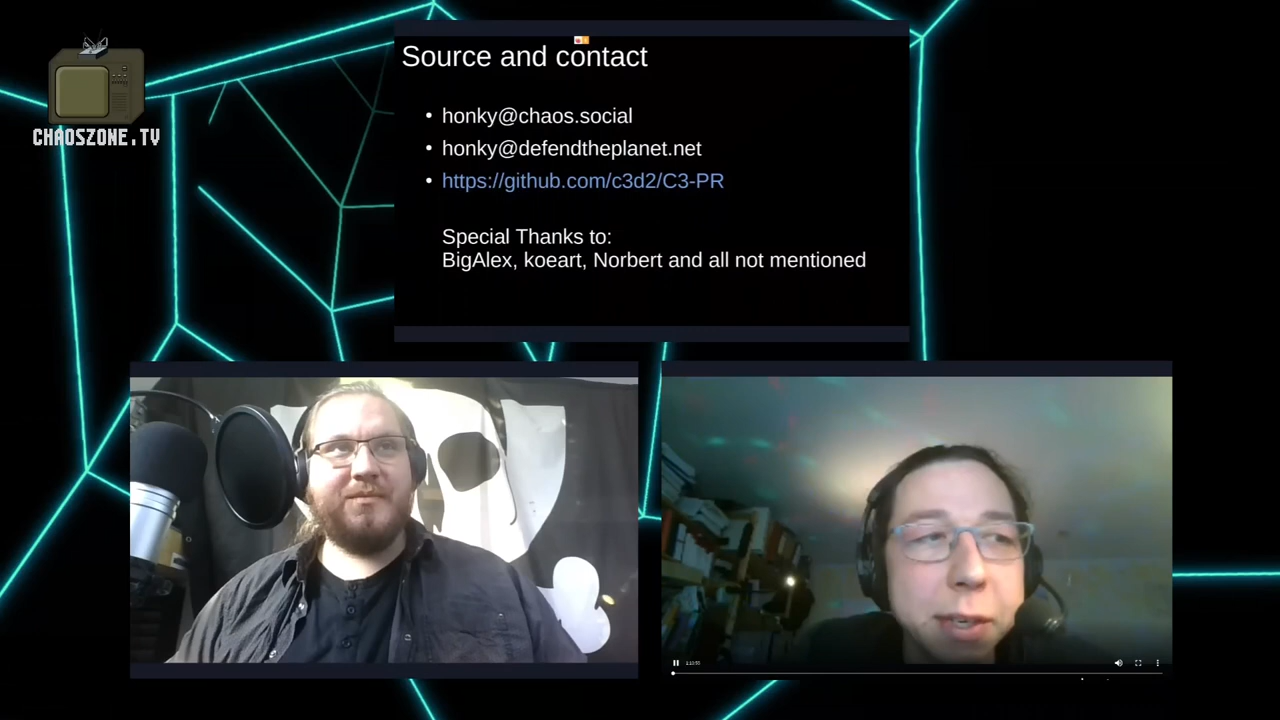 Source and contact
honky@chaos.social
honky@defendtheplanet.net
https://github.com/c3d2/C3-PR
Special Thanks to:
BigAlex, koeart, Norbert and all not mentioned
CHAOSZONE.TV